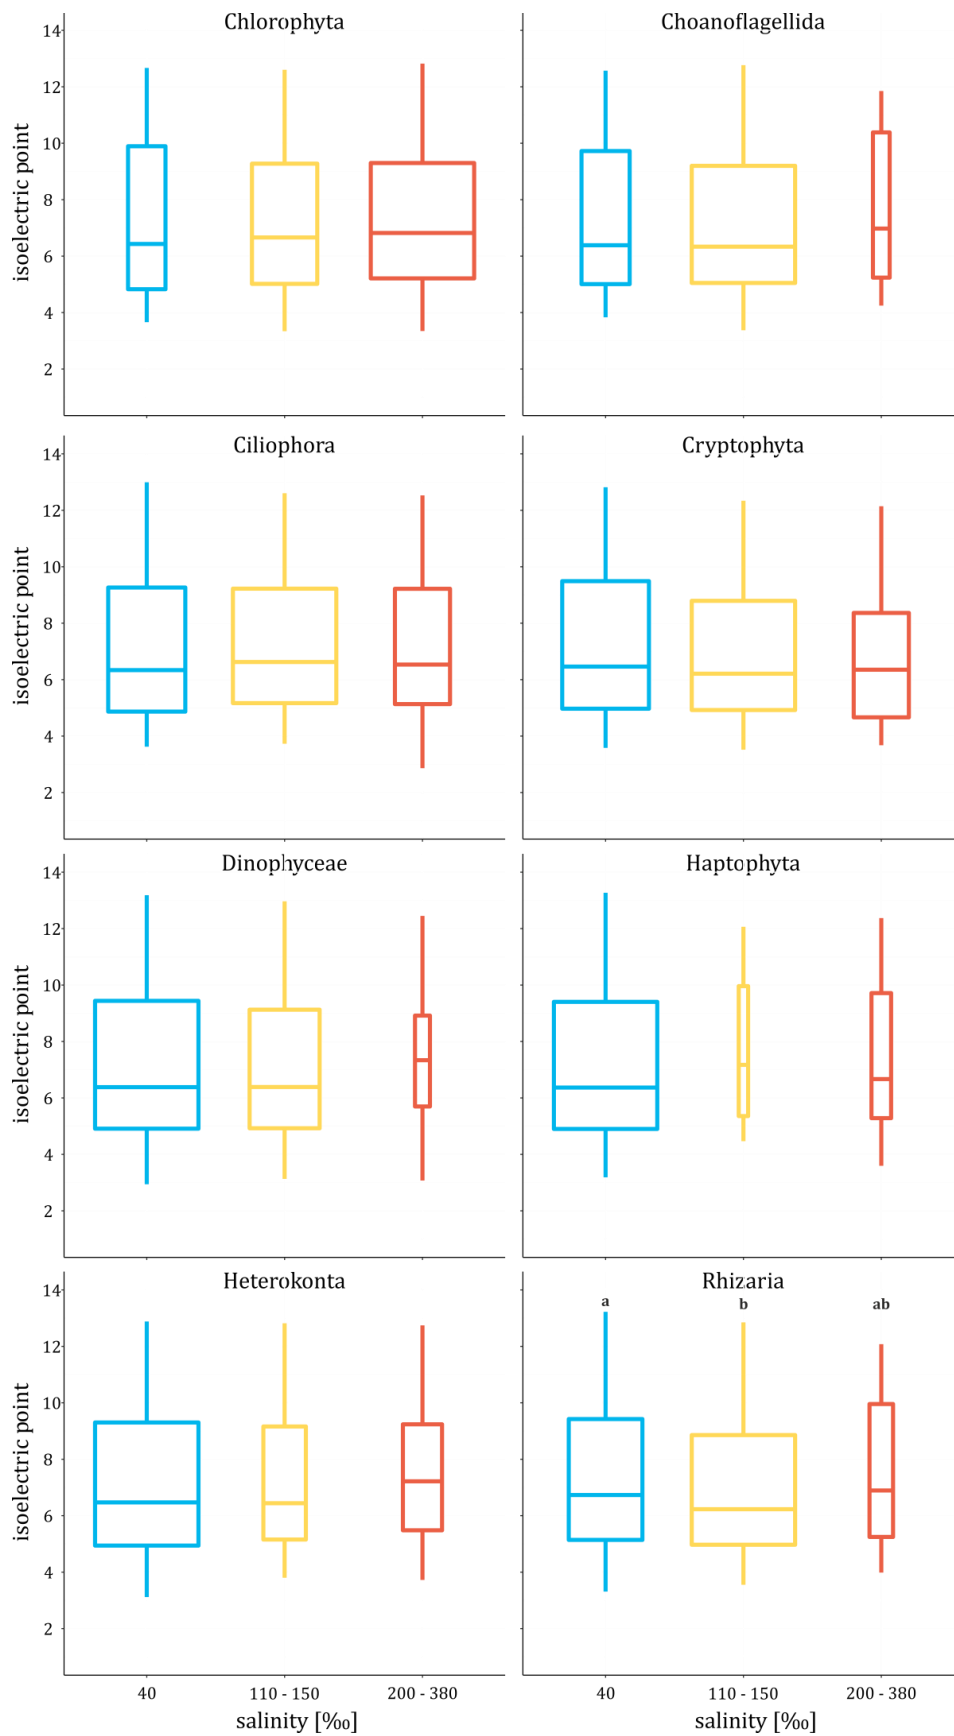 Chlorophyta
Choanoflagellida
isoelectric point
14
12
10
8
6
4
2
Ciliophora
Cryptophyta
isoelectric point
14
12
10
8
6
4
2
Dinophyceae
Haptophyta
isoelectric point
14
12
10
8
6
4
2
Heterokonta
Rhizaria
a b ab
isoelectric point
14
12
10
8
6
4
2
40 110 - 150 200 - 380
40 110 - 150 200 - 380
salinity [‰]
salinity [‰]